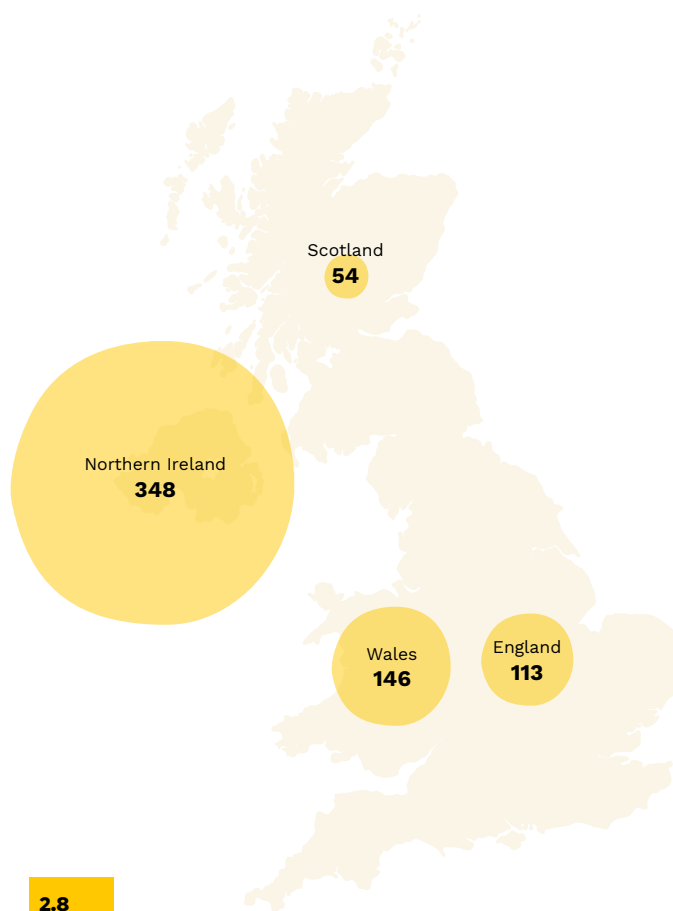 Scotland
54
Northern Ireland
348
Wales
146
England
113
2.8